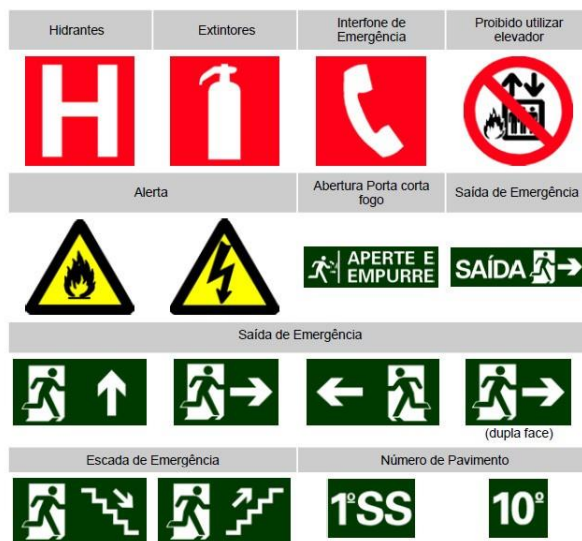 Hidrantes
Extintores
Interfone de
Emergência
Proibido utilizar
elevador
H
Alerta
Abertura Porta corta
fogo
Saída de Emergência
APERTE E
EMPURRE
SAÍDA
Saída de Emergência
(dupla face)
Escada de Emergência
Número de Pavimento
1ºSS
10º